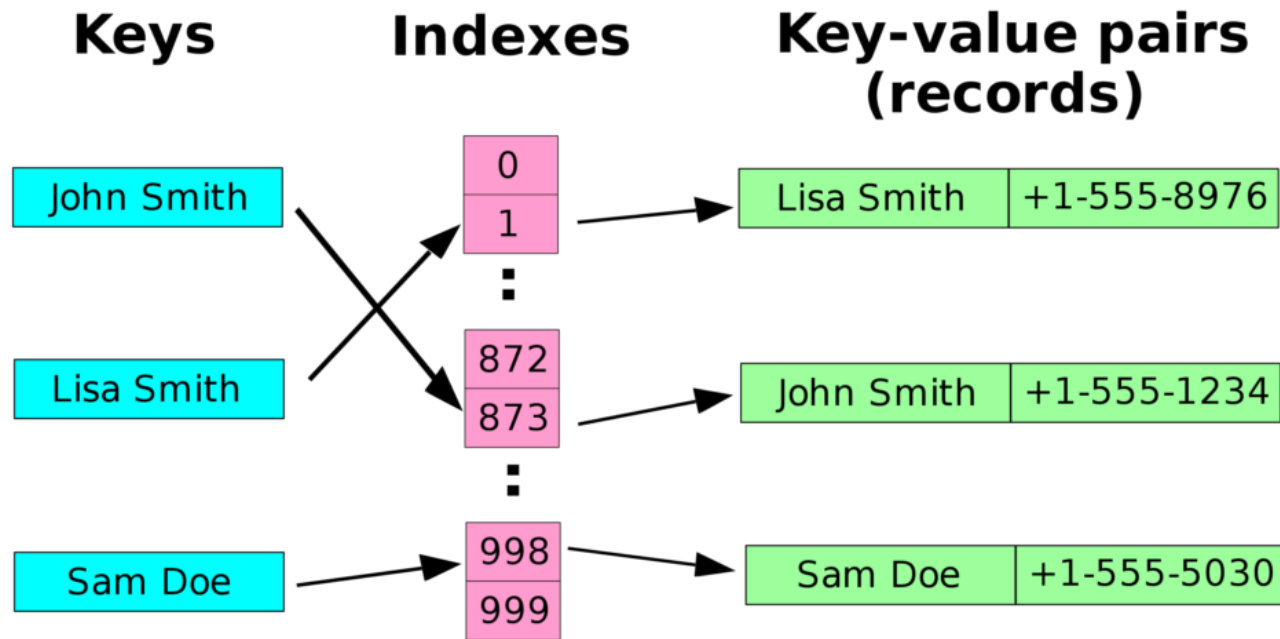 Keys
Indexes
Key-value pairs
(records)
John Smith
Lisa Smith
Sam Doe
0
1
:
872
873
:
998
999
Lisa Smith +1-555-8976
John Smith +1-555-1234
Sam Doe +1-555-5030